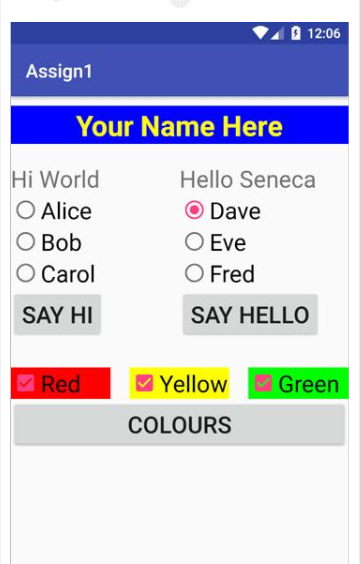 12:06
Assign1
Your Name Here
Hi World Hello Seneca
Alice Dave
Bob Eve
Carol Fred
SAY HI SAY HELLO
Red Yellow Green
COLOURS